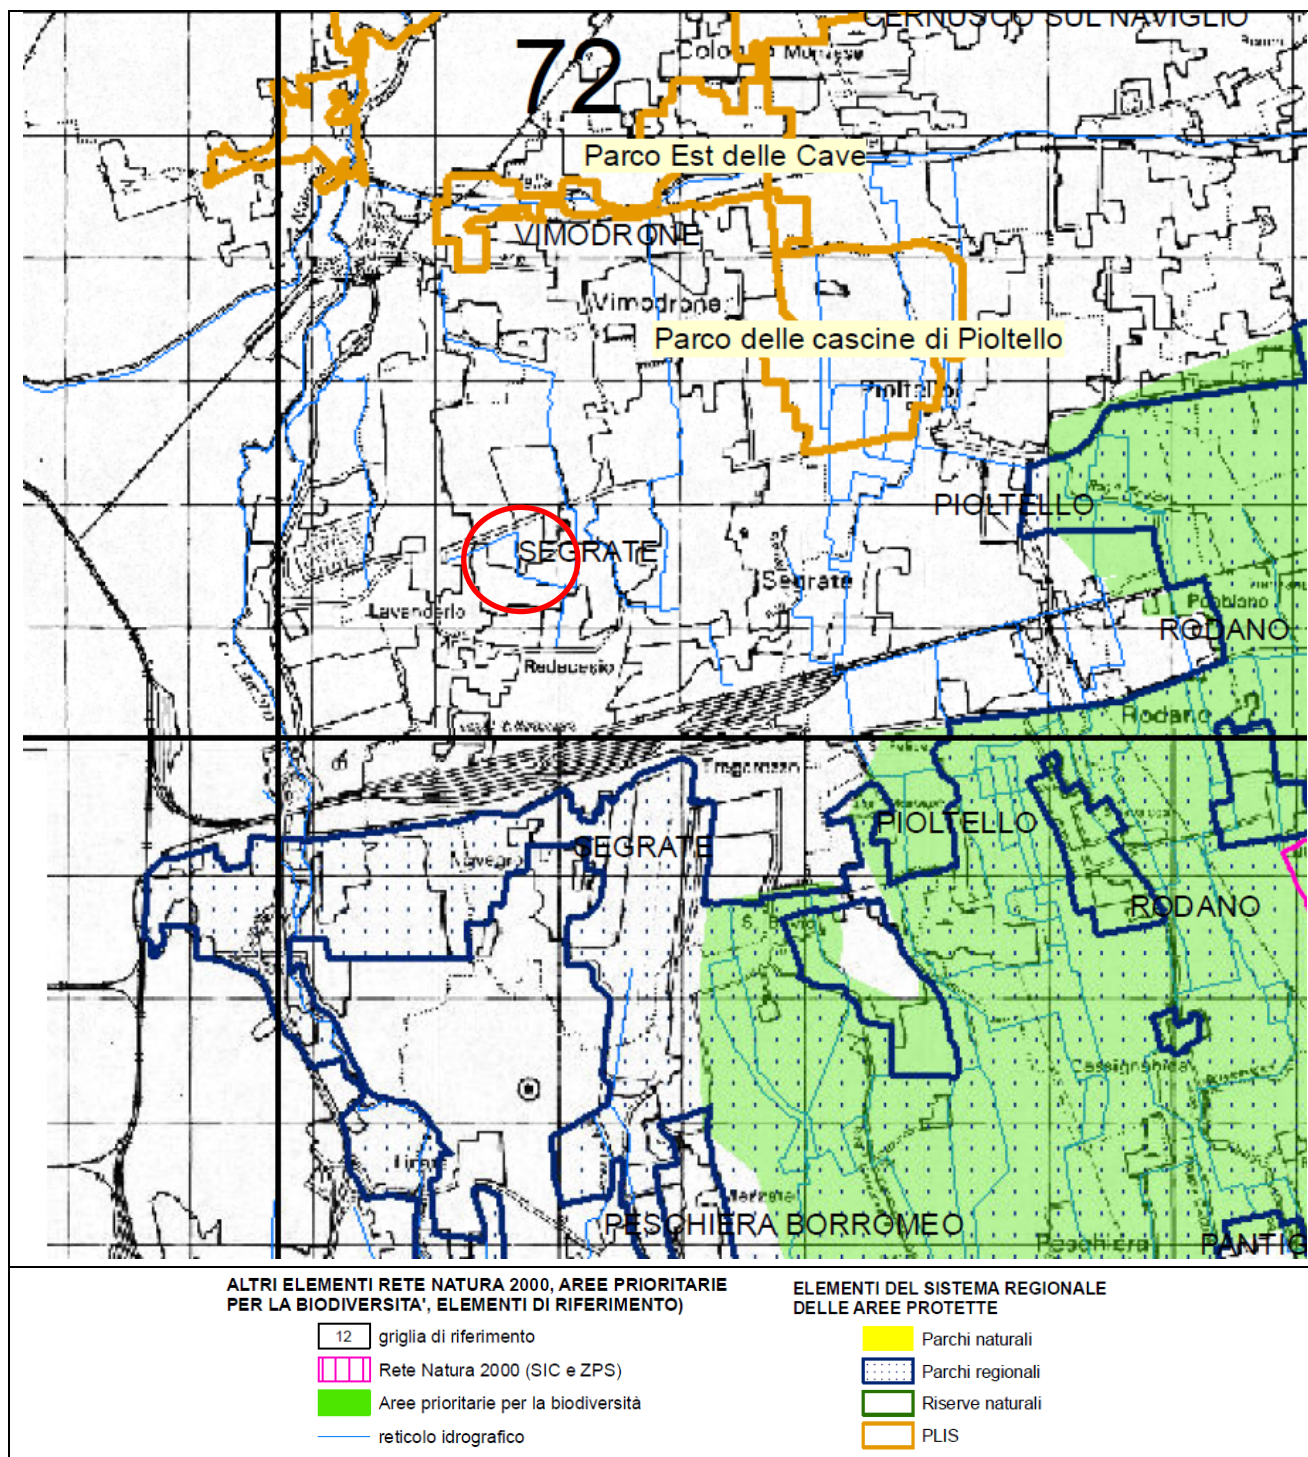 CERNUSCO SUL NAVIGLIO
72
Parco Est delle Cave
VIMODRONE
Vimodrone
Parco delle cascine di Pioltello
Pioltello
PIOLTELLO
SEGRATE
Segrate
Lavanderio
RODANO
Redecesio
Rodano
SEGRATE
PIOLTELLO
RODANO
PESCHIERA BORROMEO
Peschiera
PANTIG
ALTRI ELEMENTI RETE NATURA 2000, AREE PRIORITARIE
PER LA BIODIVERSITA', ELEMENTI DI RIFERIMENTO)
12 griglia di riferimento
Rete Natura 2000 (SIC e ZPS)
Aree prioritarie per la biodiversità
reticolo idrografico
ELEMENTI DEL SISTEMA REGIONALE
DELLE AREE PROTETTE
Parchi naturali
Parchi regionali
Riserve naturali
PLIS